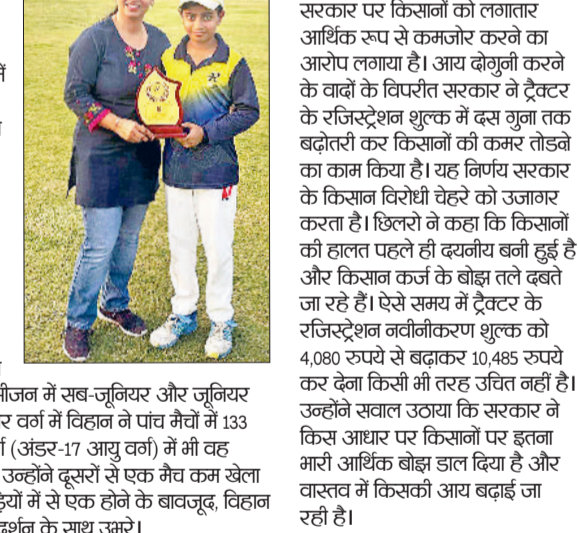 में
मीजन में सब-जूनियर और जूनियर
र वर्ग में विहान ने पांच मैचों में 133
र्ग (अंडर-17 आयु वर्ग) में भी वह
उन्होंने दूसरों से एक मैच कम खेला
ड़ियों में से एक होने के बावजूद, विहान
दर्शन के साथ उभरे।
सरकार पर किसानों को लगातार
आर्थिक रूप से कमजोर करने का
आरोप लगाया है। आय दोगुनी करने
के वादों के विपरीत सरकार ने ट्रैक्टर
के रजिस्ट्रेशन शुल्क में दस गुना तक
बढ़ोतरी कर किसानों की कमर तोडने
का काम किया है। यह निर्णय सरकार
के किसान विरोधी चेहरे को उजागर
करता है। छिलरो ने कहा कि किसानों
की हालत पहले ही दयनीय बनी हुई है
और किसान कर्ज के बोझ तले दबते
जा रहे हैं। ऐसे समय में ट्रैक्टर के
रजिस्ट्रेशन नवीनीकरण शुल्क को
4,080 रुपये से बढ़ाकर 10,485 रुपये
कर देना किसी भी तरह उचित नहीं है।
उन्होंने सवाल उठाया कि सरकार ने
किस आधार पर किसानों पर इतना
भारी आर्थिक बोझ डाल दिया है और
वास्तव में किसकी आय बढ़ाई जा
रही है।